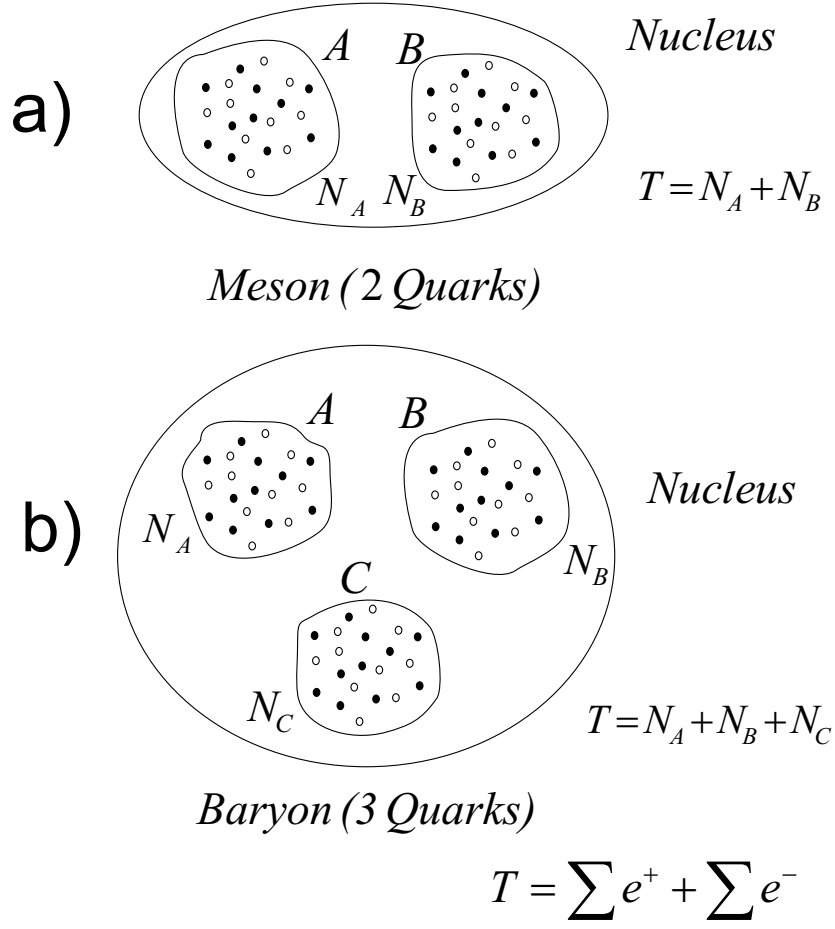 a)
A B Nucleus
N_A N_B
T = N_A + N_B
Meson (2 Quarks)
b)
A B
Nucleus
N_A N_B
C
N_C
T = N_A + N_B + N_C
Baryon (3 Quarks)
T = ∑ e⁺ + ∑ e⁻